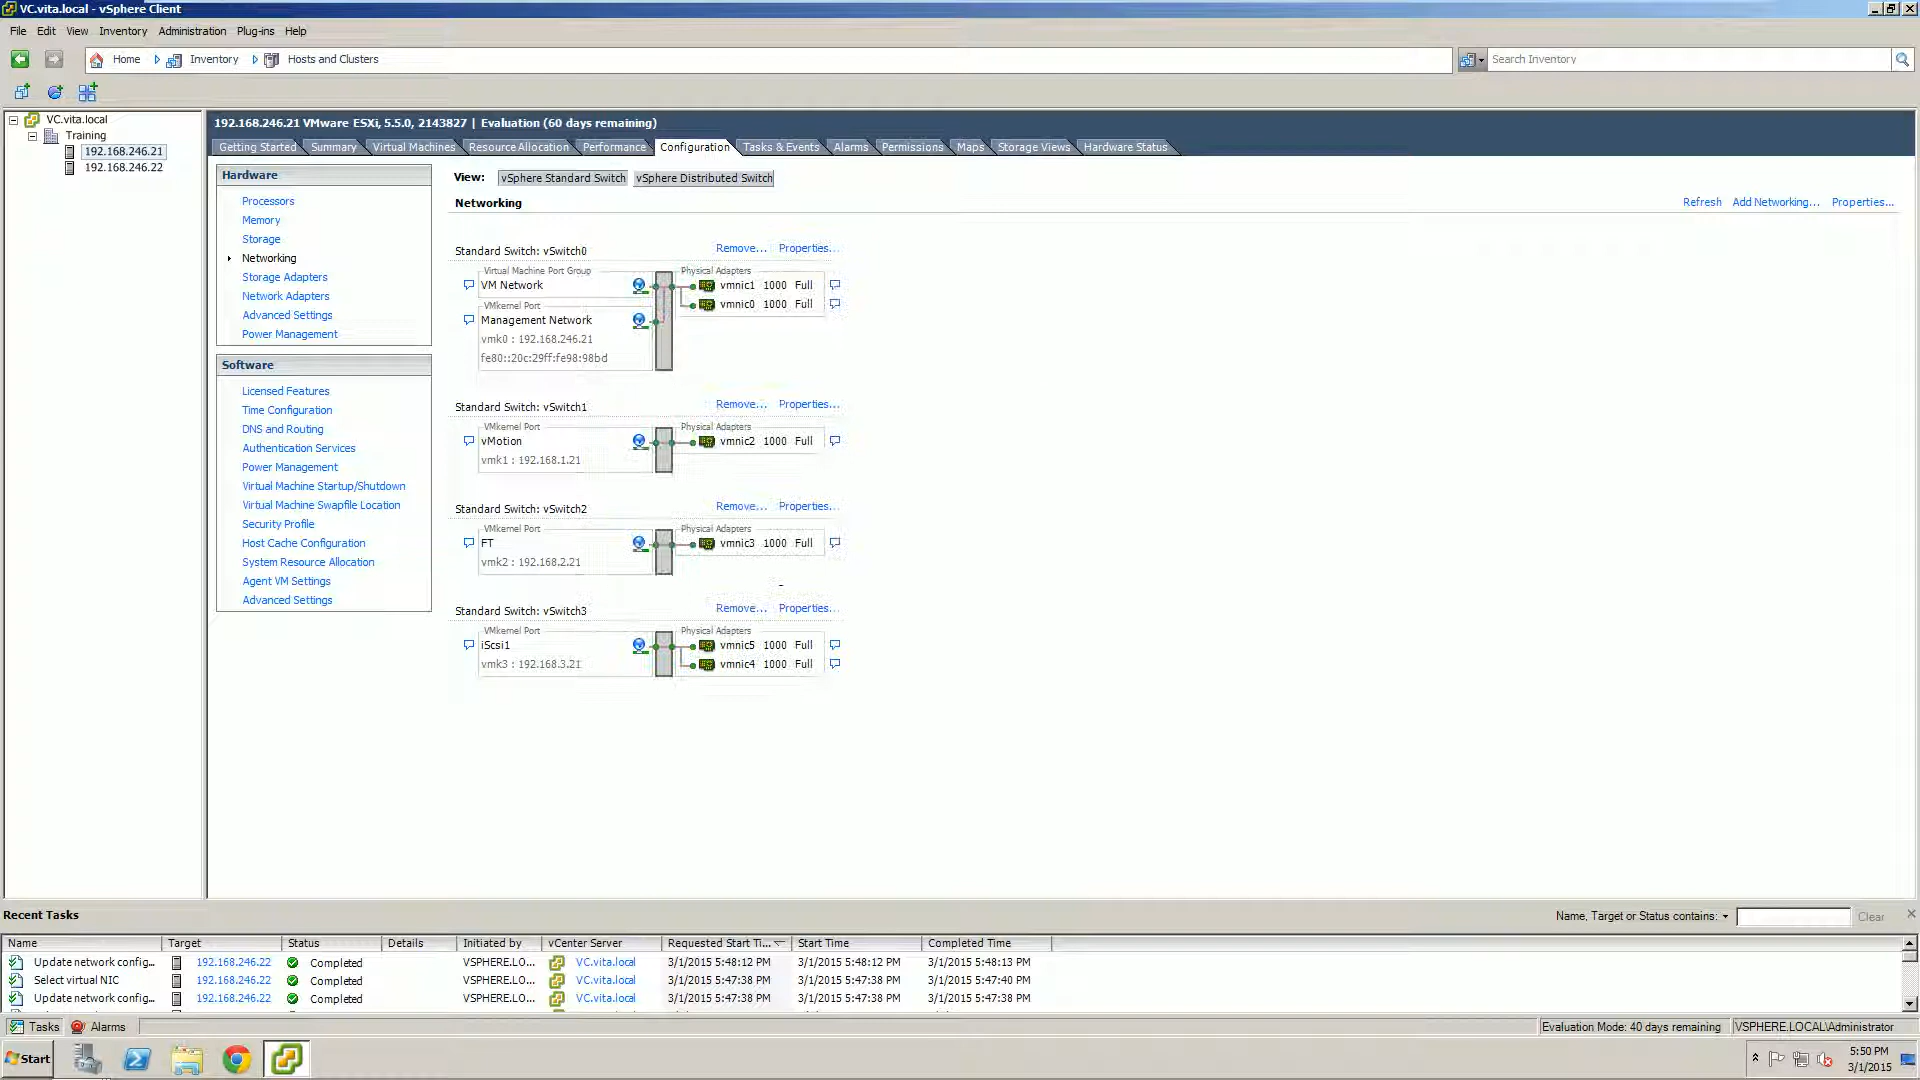 VC.vita.local - vSphere Client
File Edit View Inventory Administration Plug-ins Help
Home Inventory Hosts and Clusters
Search Inventory
VC.vita.local
Training
192.168.246.21
192.168.246.22
192.168.246.21 VMware ESXi, 5.5.0, 2143827 | Evaluation (60 days remaining)
Getting Started Summary Virtual Machines Resource Allocation Performance Configuration Tasks & Events Alarms Permissions Maps Storage Views Hardware Status
Hardware
Processors
Memory
Storage
Networking
Storage Adapters
Network Adapters
Advanced Settings
Power Management
Software
Licensed Features
Time Configuration
DNS and Routing
Authentication Services
Power Management
Virtual Machine Startup/Shutdown
Virtual Machine Swapfile Location
Security Profile
Host Cache Configuration
System Resource Allocation
Agent VM Settings
Advanced Settings
View: vSphere Standard Switch vSphere Distributed Switch
Networking
Refresh Add Networking... Properties...
Standard Switch: vSwitch0 Remove... Properties...
Virtual Machine Port Group Physical Adapters
VM Network vmnic1 1000 Full
vmnic0 1000 Full
VMkernel Port
Management Network
vmk0 : 192.168.246.21
fe80::20c:29ff:fe98:98bd
Standard Switch: vSwitch1 Remove... Properties...
VMkernel Port Physical Adapters
vMotion vmnic2 1000 Full
vmk1 : 192.168.1.21
Standard Switch: vSwitch2 Remove... Properties...
VMkernel Port Physical Adapters
FT vmnic3 1000 Full
vmk2 : 192.168.2.21
Standard Switch: vSwitch3 Remove... Properties...
VMkernel Port Physical Adapters
iScsi1 vmnic5 1000 Full
vmk3 : 192.168.3.21 vmnic4 1000 Full
Recent Tasks
Name, Target or Status contains: Clear
Name Target Status Details Initiated by vCenter Server Requested Start Ti... Start Time Completed Time
Update network config... 192.168.246.22 Completed VSPHERE.LO... VC.vita.local 3/1/2015 5:48:12 PM 3/1/2015 5:48:12 PM 3/1/2015 5:48:13 PM
Select virtual NIC 192.168.246.22 Completed VSPHERE.LO... VC.vita.local 3/1/2015 5:47:38 PM 3/1/2015 5:47:38 PM 3/1/2015 5:47:40 PM
Update network config... 192.168.246.22 Completed VSPHERE.LO... VC.vita.local 3/1/2015 5:47:38 PM 3/1/2015 5:47:38 PM 3/1/2015 5:47:38 PM
Tasks Alarms
Evaluation Mode: 40 days remaining VSPHERE.LOCAL\Administrator
Start
5:50 PM
3/1/2015